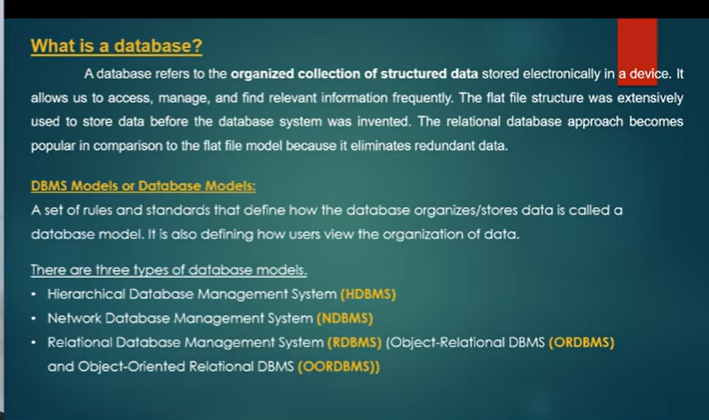 What is a database?
A database refers to the organized collection of structured data stored electronically in a device. It
allows us to access, manage, and find relevant information frequently. The flat file structure was extensively
used to store data before the database system was invented. The relational database approach becomes
popular in comparison to the flat file model because it eliminates redundant data.
DBMS Models or Database Models:
A set of rules and standards that define how the database organizes/stores data is called a
database model. It is also defining how users view the organization of data.
There are three types of database models.
• Hierarchical Database Management System (HDBMS)
• Network Database Management System (NDBMS)
• Relational Database Management System (RDBMS) (Object-Relational DBMS (ORDBMS)
and Object-Oriented Relational DBMS (OORDBMS))